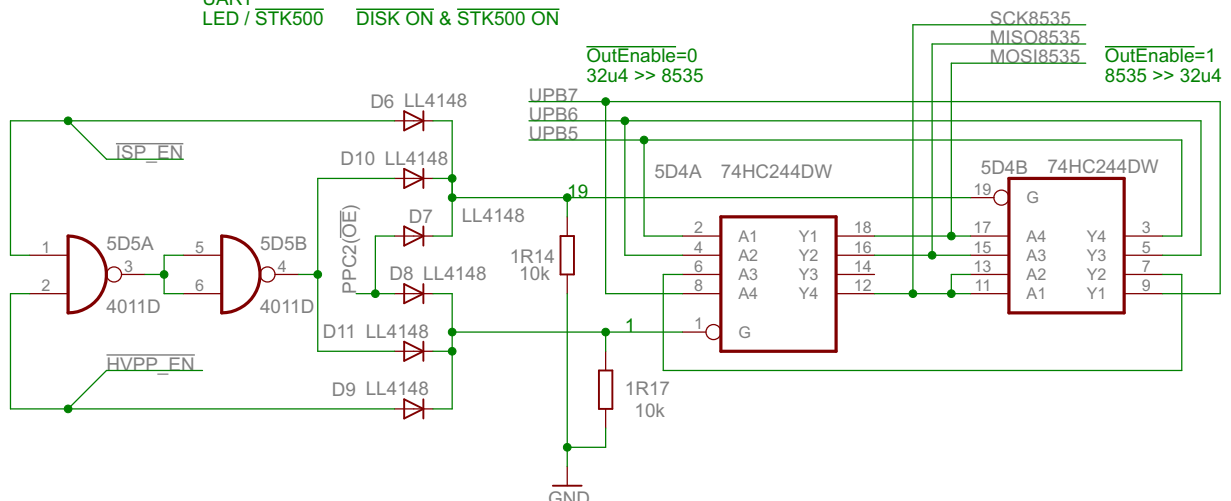 UART
LED / STK500 DISK ON & STK500 ON
SCK8535
MISO8535
MOSI8535
OutEnable=0
32u4 >> 8535
OutEnable=1
8535 >> 32u4
D6 LL4148
UPB7
UPB6
UPB5
ISP_EN
D10 LL4148
5D4A 74HC244DW
5D4B 74HC244DW
19
19 G
D7 LL4148
PPC2(OE)
1 5D5A 3
2 4011D
5 5D5B 4
6 4011D
1R14
10k
2 A1 Y1 18
4 A2 Y2 16
6 A3 Y3 14
8 A4 Y4 12
1 G
17 A4 Y4 3
15 A3 Y3 5
13 A2 Y2 7
11 A1 Y1 9
D8 LL4148
D11 LL4148
1
HVPP_EN
D9 LL4148
1R17
10k
GND